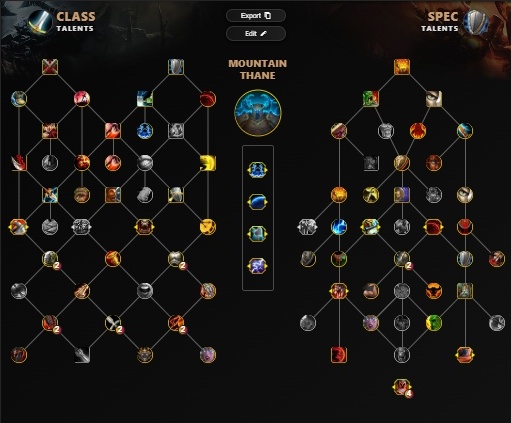 CLASS
TALENTS
Export
Edit
SPEC
TALENTS
MOUNTAIN
THANE
2
2
2
2
2
2
4